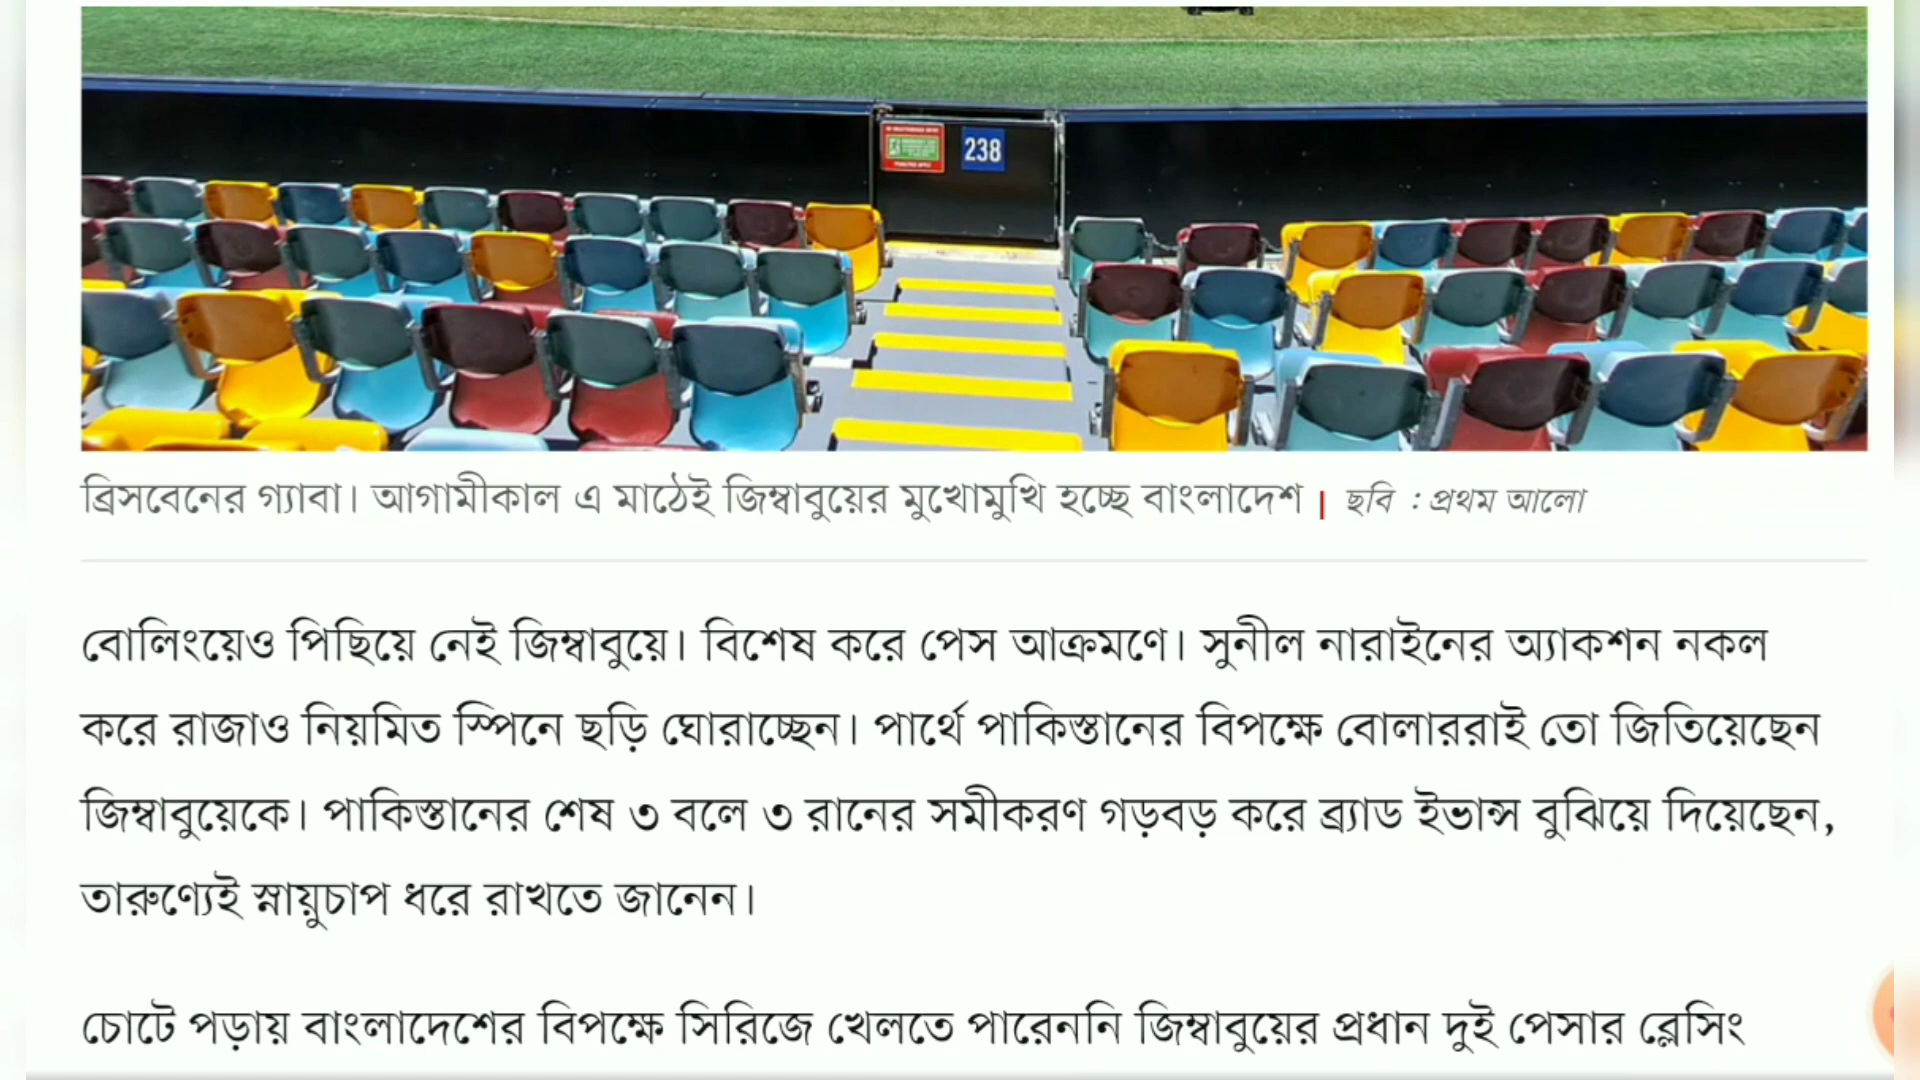 238
ব্রিসবেনের গ্যাবা। আগামীকাল এ মাঠেই জিম্বাবুয়ের মুখোমুখি হচ্ছে বাংলাদেশ | ছবি : প্রথম আলো
বোলিংয়েও পিছিয়ে নেই জিম্বাবুয়ে। বিশেষ করে পেস আক্রমণে। সুনীল নারাইনের অ্যাকশন নকল
করে রাজাও নিয়মিত স্পিনে ছড়ি ঘোরাচ্ছেন। পার্থে পাকিস্তানের বিপক্ষে বোলাররাই তো জিতিয়েছেন
জিম্বাবুয়েকে। পাকিস্তানের শেষ ৩ বলে ৩ রানের সমীকরণ গড়বড় করে ব্র্যাড ইভান্স বুঝিয়ে দিয়েছেন,
তারুণ্যেই স্নায়ুচাপ ধরে রাখতে জানেন।
চোটে পড়ায় বাংলাদেশের বিপক্ষে সিরিজে খেলতে পারেননি জিম্বাবুয়ের প্রধান দুই পেসার ব্লেসিং